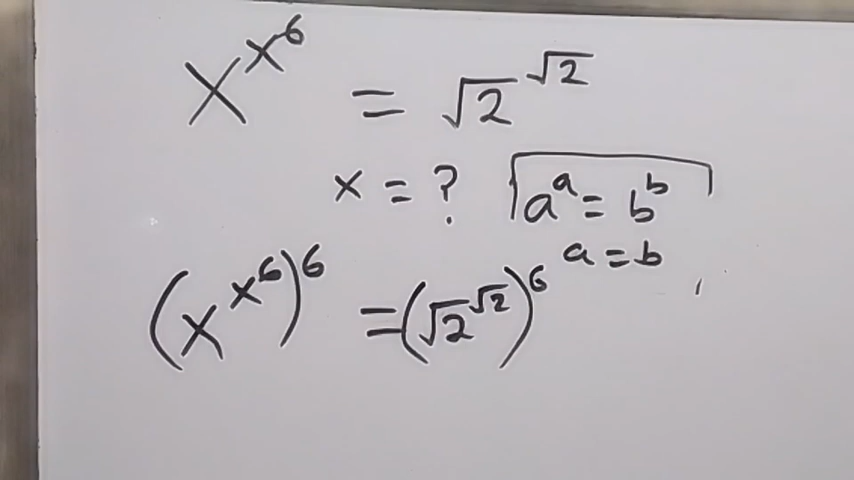 x^{x^6} = √2^{√2}
x = ? a^a = b^b
a = b
(x^{x^6})^6 = (√2^{√2})^6